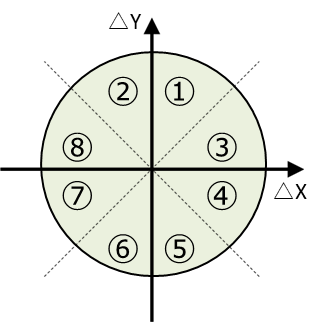 △Y
② ①
⑧ ③
△X
⑦ ④
⑥ ⑤